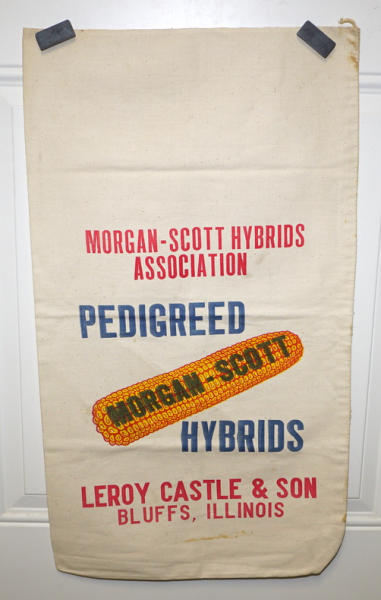 MORGAN-SCOTT HYBRIDS
ASSOCIATION
PEDIGREED
MORGAN-SCOTT
HYBRIDS
LEROY CASTLE & SON
BLUFFS, ILLINOIS